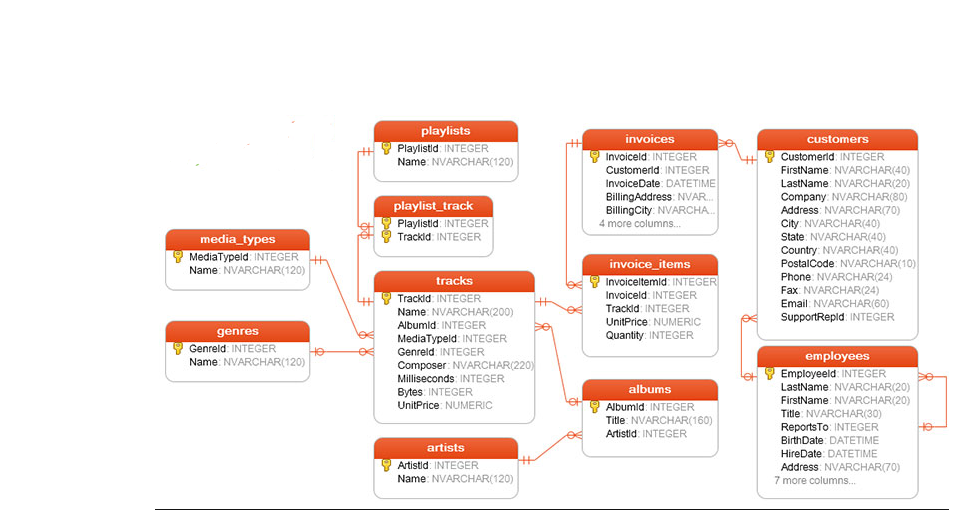 playlists
PlaylistId: INTEGER
Name: NVARCHAR(120)
playlist_track
PlaylistId: INTEGER
TrackId: INTEGER
media_types
MediaTypeId: INTEGER
Name: NVARCHAR(120)
genres
GenreId: INTEGER
Name: NVARCHAR(120)
tracks
TrackId: INTEGER
Name: NVARCHAR(200)
AlbumId: INTEGER
MediaTypeId: INTEGER
GenreId: INTEGER
Composer: NVARCHAR(220)
Milliseconds: INTEGER
Bytes: INTEGER
UnitPrice: NUMERIC
artists
ArtistId: INTEGER
Name: NVARCHAR(120)
invoices
InvoiceId: INTEGER
CustomerId: INTEGER
InvoiceDate: DATETIME
BillingAddress: NVAR...
BillingCity: NVARCHA...
4 more columns...
invoice_items
InvoiceItemId: INTEGER
InvoiceId: INTEGER
TrackId: INTEGER
UnitPrice: NUMERIC
Quantity: INTEGER
albums
AlbumId: INTEGER
Title: NVARCHAR(160)
ArtistId: INTEGER
customers
CustomerId: INTEGER
FirstName: NVARCHAR(40)
LastName: NVARCHAR(20)
Company: NVARCHAR(80)
Address: NVARCHAR(70)
City: NVARCHAR(40)
State: NVARCHAR(40)
Country: NVARCHAR(40)
PostalCode: NVARCHAR(10)
Phone: NVARCHAR(24)
Fax: NVARCHAR(24)
Email: NVARCHAR(60)
SupportRepId: INTEGER
employees
EmployeeId: INTEGER
LastName: NVARCHAR(20)
FirstName: NVARCHAR(20)
Title: NVARCHAR(30)
ReportsTo: INTEGER
BirthDate: DATETIME
HireDate: DATETIME
Address: NVARCHAR(70)
7 more columns...